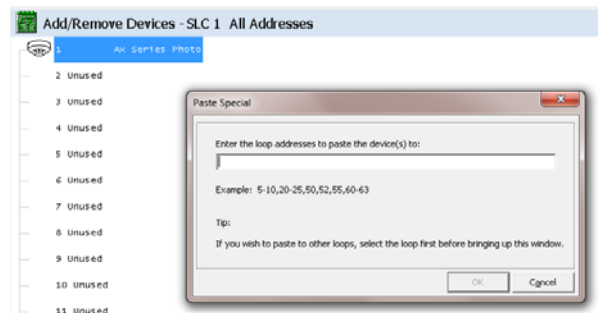 Add/Remove Devices - SLC 1 All Addresses
1 Ax Series Photo
2 Unused
3 Unused
4 Unused
5 Unused
6 Unused
7 Unused
8 Unused
9 Unused
10 Unused
11 Unused
Paste Special
Enter the loop addresses to paste the device(s) to:
Example: 5-10,20-25,50,52,55,60-63
Tip:
If you wish to paste to other loops, select the loop first before bringing up this window.
OK
Cancel